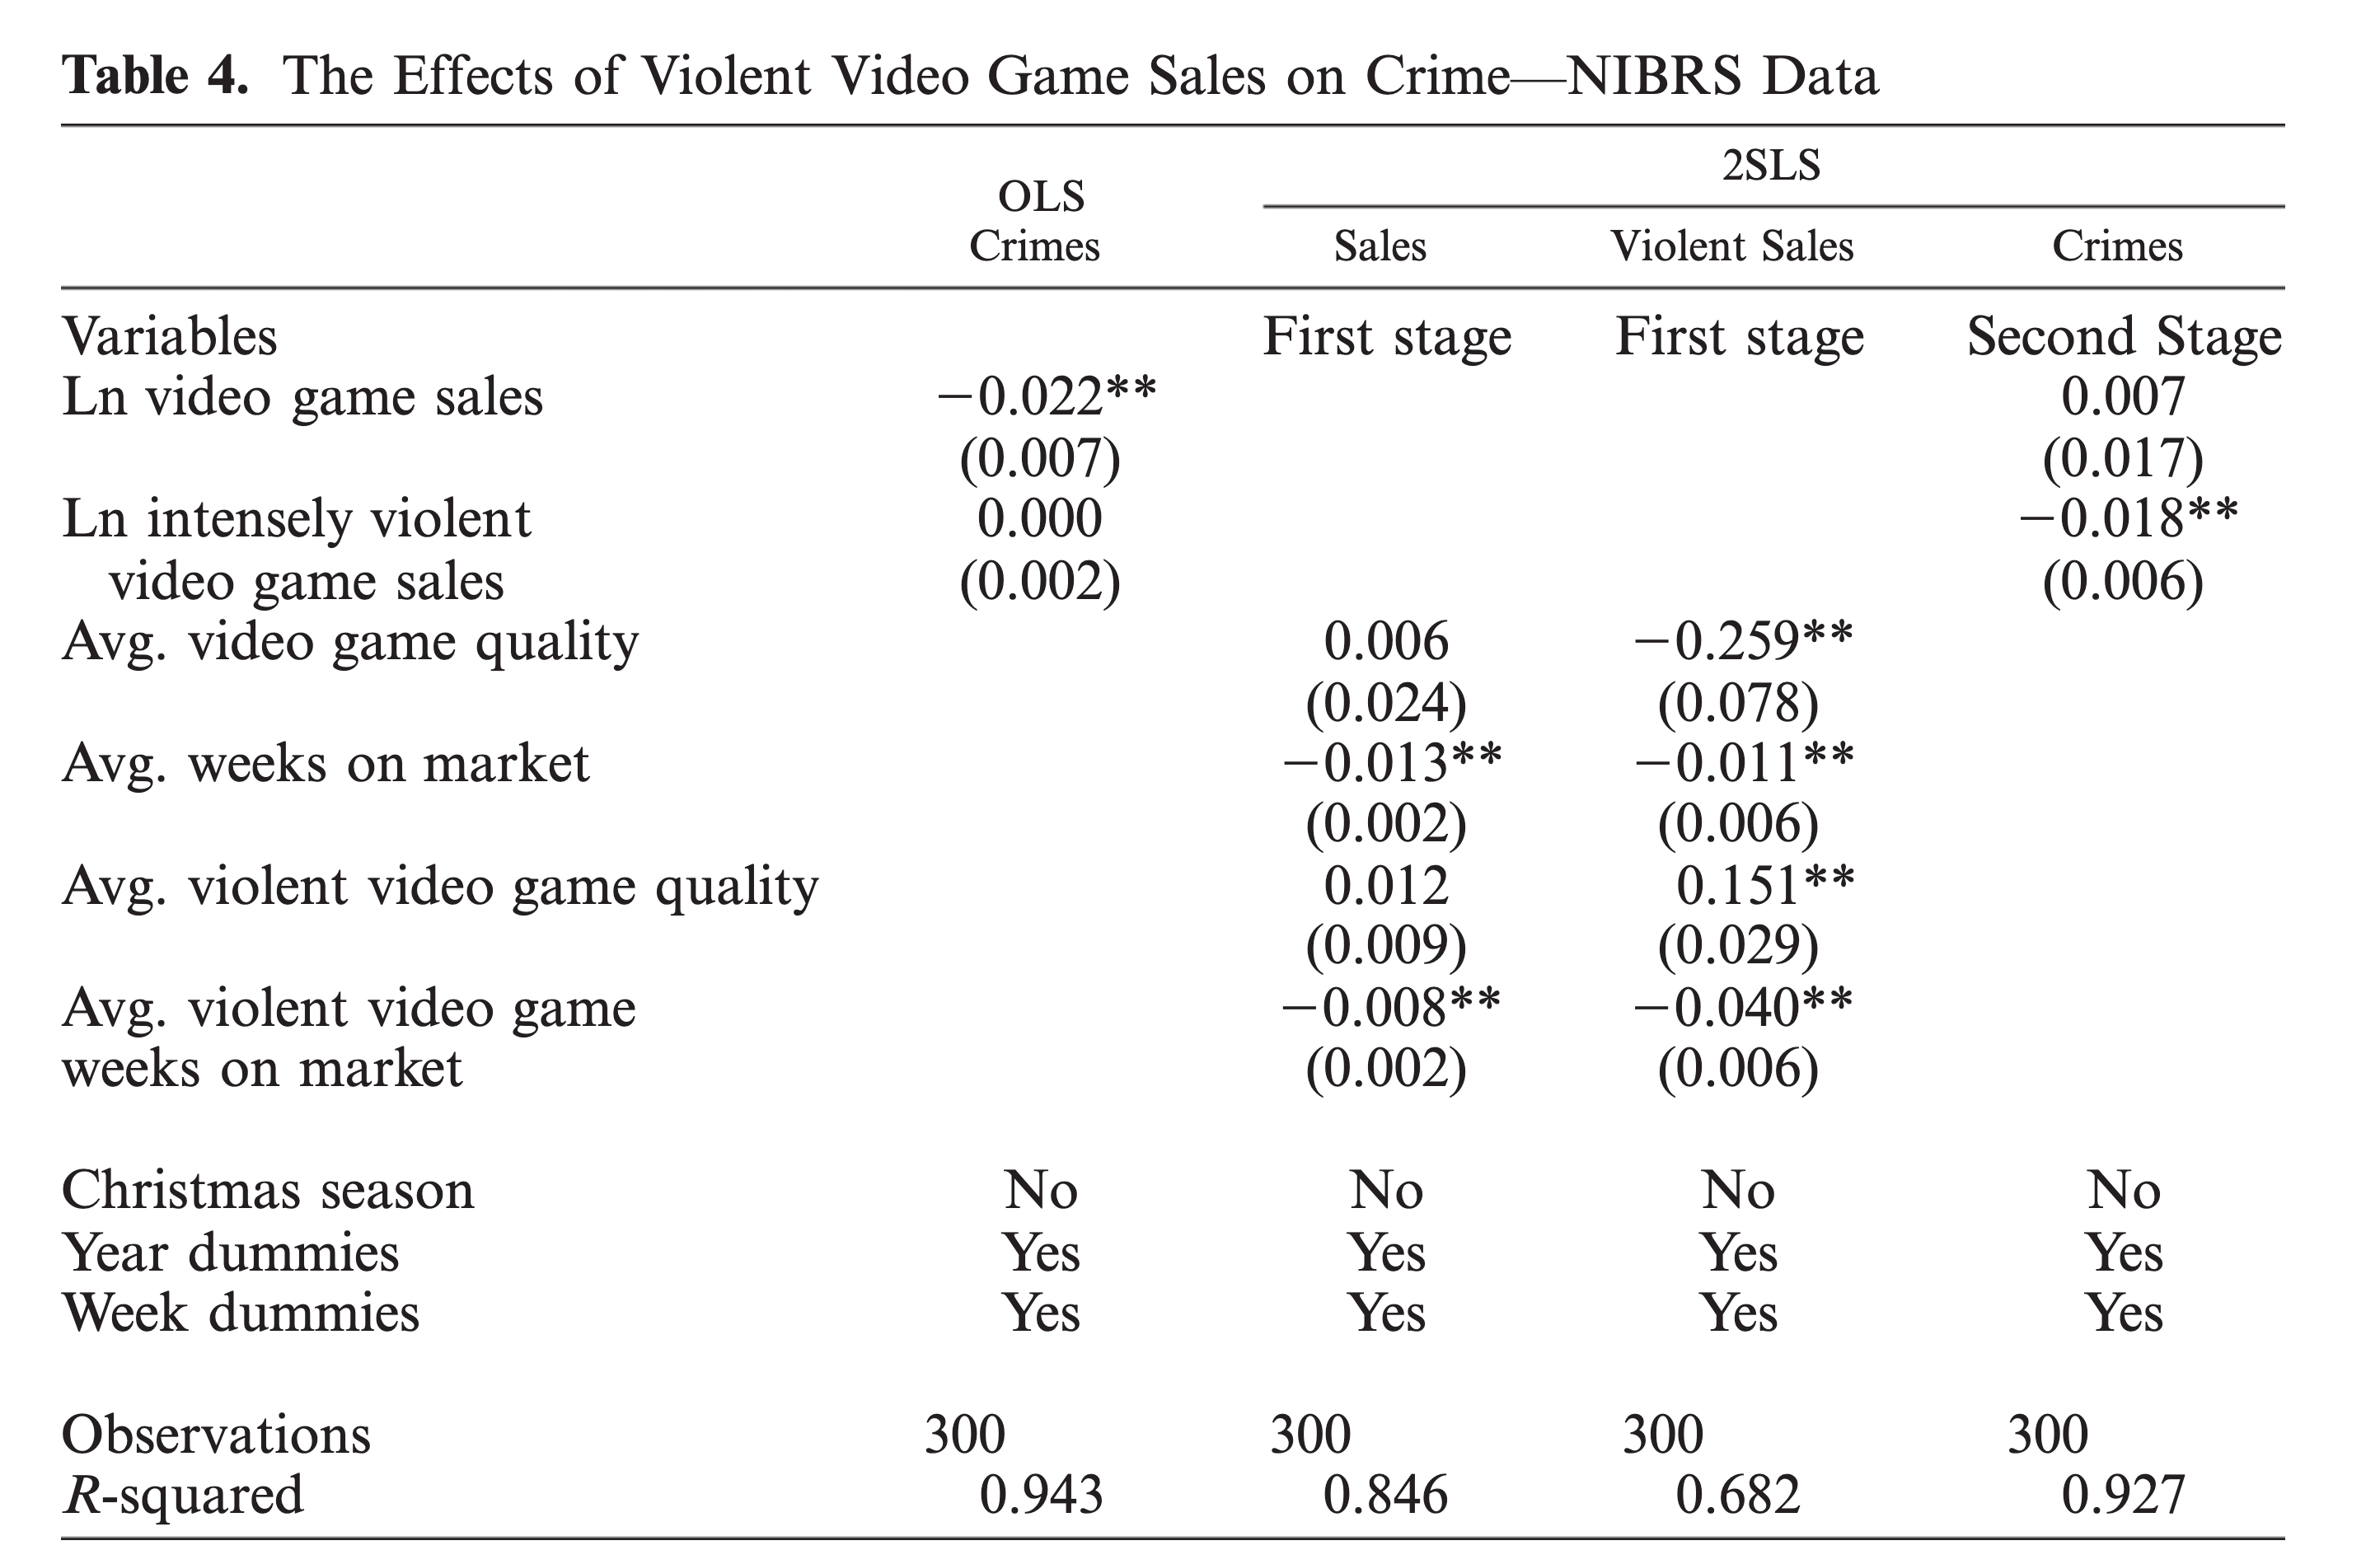 Table 4. The Effects of Violent Video Game Sales on Crime—NIBRS Data
2SLS
OLS
Crimes Sales Violent Sales Crimes
Variables First stage First stage Second Stage
Ln video game sales −0.022** 0.007
(0.007) (0.017)
Ln intensely violent 0.000 −0.018**
video game sales (0.002) (0.006)
Avg. video game quality 0.006 −0.259**
(0.024) (0.078)
Avg. weeks on market −0.013** −0.011**
(0.002) (0.006)
Avg. violent video game quality 0.012 0.151**
(0.009) (0.029)
Avg. violent video game −0.008** −0.040**
weeks on market (0.002) (0.006)
Christmas season No No No No
Year dummies Yes Yes Yes Yes
Week dummies Yes Yes Yes Yes
Observations 300 300 300 300
R-squared 0.943 0.846 0.682 0.927